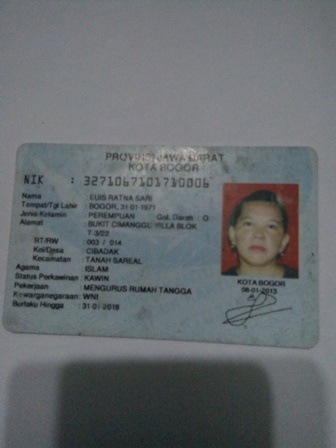 PROVINSI JAWA BARAT
KOTA BOGOR
NIK : 3271067101710006
Nama : EUIS RATNA SARI
Tempat/Tgl Lahir : BOGOR, 31-01-1971
Jenis Kelamin : PEREMPUAN Gol. Darah : O
Alamat : BUKIT CIMANGGU VILLA BLOK
T-3/22
RT/RW : 003 / 014
Kel/Desa : CIBADAK
Kecamatan : TANAH SAREAL
Agama : ISLAM
Status Perkawinan : KAWIN
Pekerjaan : MENGURUS RUMAH TANGGA
Kewarganegaraan : WNI
Berlaku Hingga : 31-01-2018
KOTA BOGOR
08-01-2013